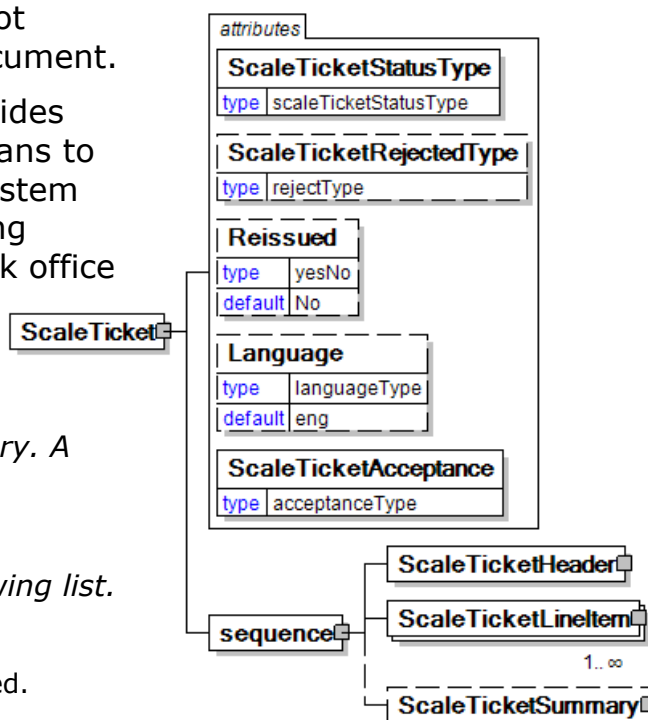 ot
cument.
ides
ans to
stem
ng
k office
ry. A
ving list.
ed.
attributes
ScaleTicketStatusType
type scaleTicketStatusType
ScaleTicketRejectedType
type rejectType
Reissued
type yesNo
default No
Language
type languageType
default eng
ScaleTicketAcceptance
type acceptanceType
ScaleTicket
sequence
ScaleTicketHeader
ScaleTicketLineItem
1..∞
ScaleTicketSummary